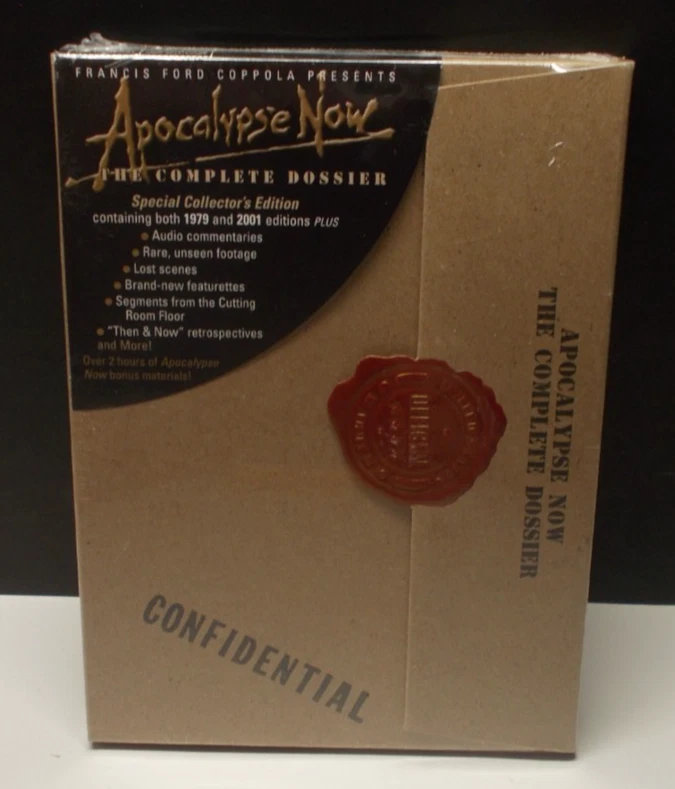 FRANCIS FORD COPPOLA PRESENTS
Apocalypse Now
THE COMPLETE DOSSIER
Special Collector's Edition
containing both 1979 and 2001 editions PLUS
• Audio commentaries
• Rare, unseen footage
• Lost scenes
• Brand-new featurettes
• Segments from the Cutting
Room Floor
• "Then & Now" retrospectives
and More!
Over 2 hours of Apocalypse
Now bonus materials!
APOCALYPSE NOW
THE COMPLETE DOSSIER
OFFICIAL
CONFIDENTIAL